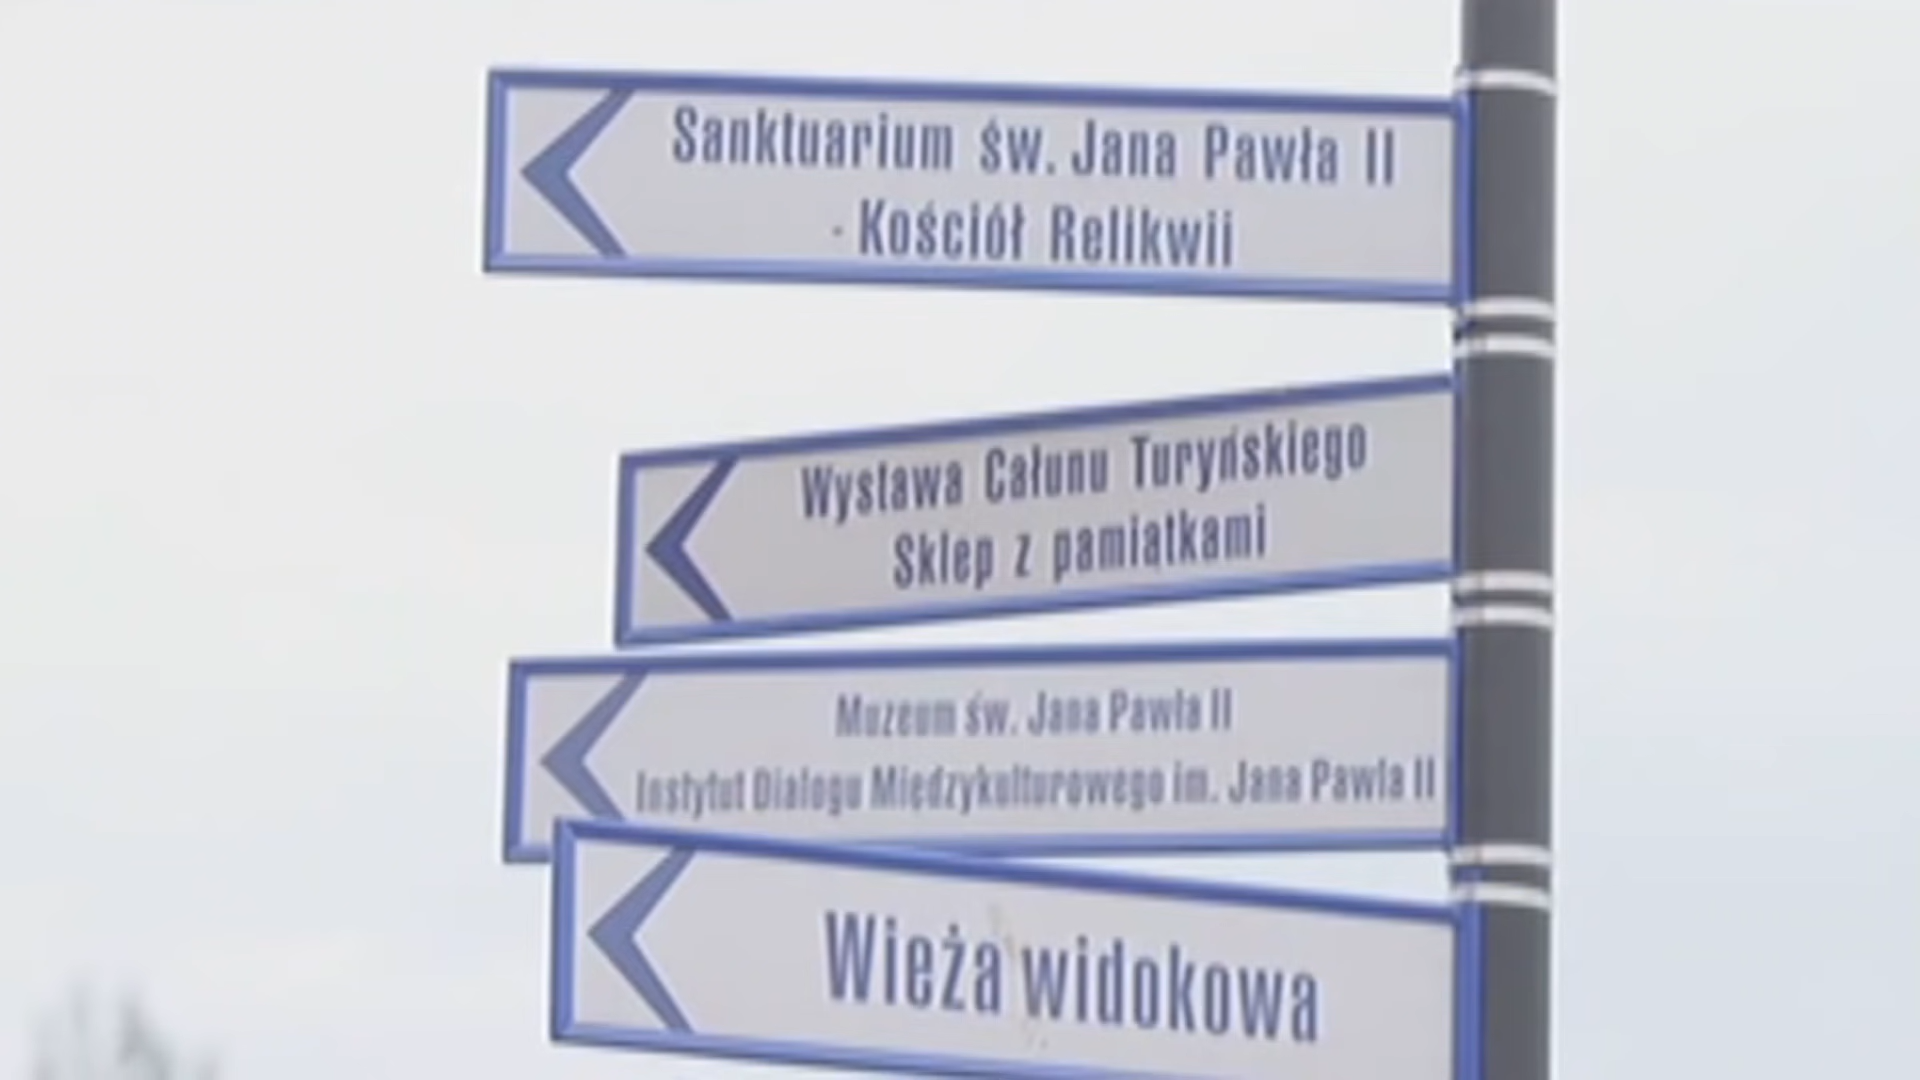 Sanktuarium św. Jana Pawła II
- Kościół Relikwii
Wystawa Całunu Turyńskiego
Sklep z pamiątkami
Muzeum św. Jana Pawła II
Instytut Dialogu Międzykulturowego im. Jana Pawła II
Wieża widokowa